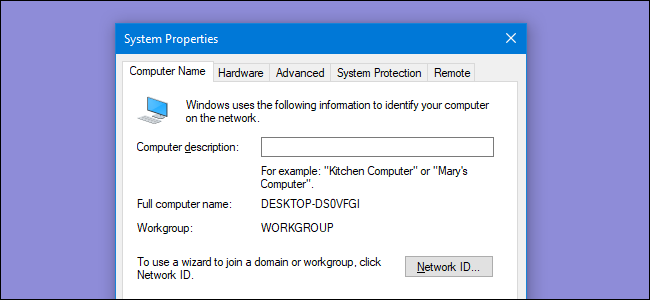 System Properties
Computer Name Hardware Advanced System Protection Remote
Windows uses the following information to identify your computer
on the network.
Computer description:
For example: "Kitchen Computer" or "Mary's
Computer".
Full computer name: DESKTOP-DS0VFGI
Workgroup: WORKGROUP
To use a wizard to join a domain or workgroup, click
Network ID.
Network ID...